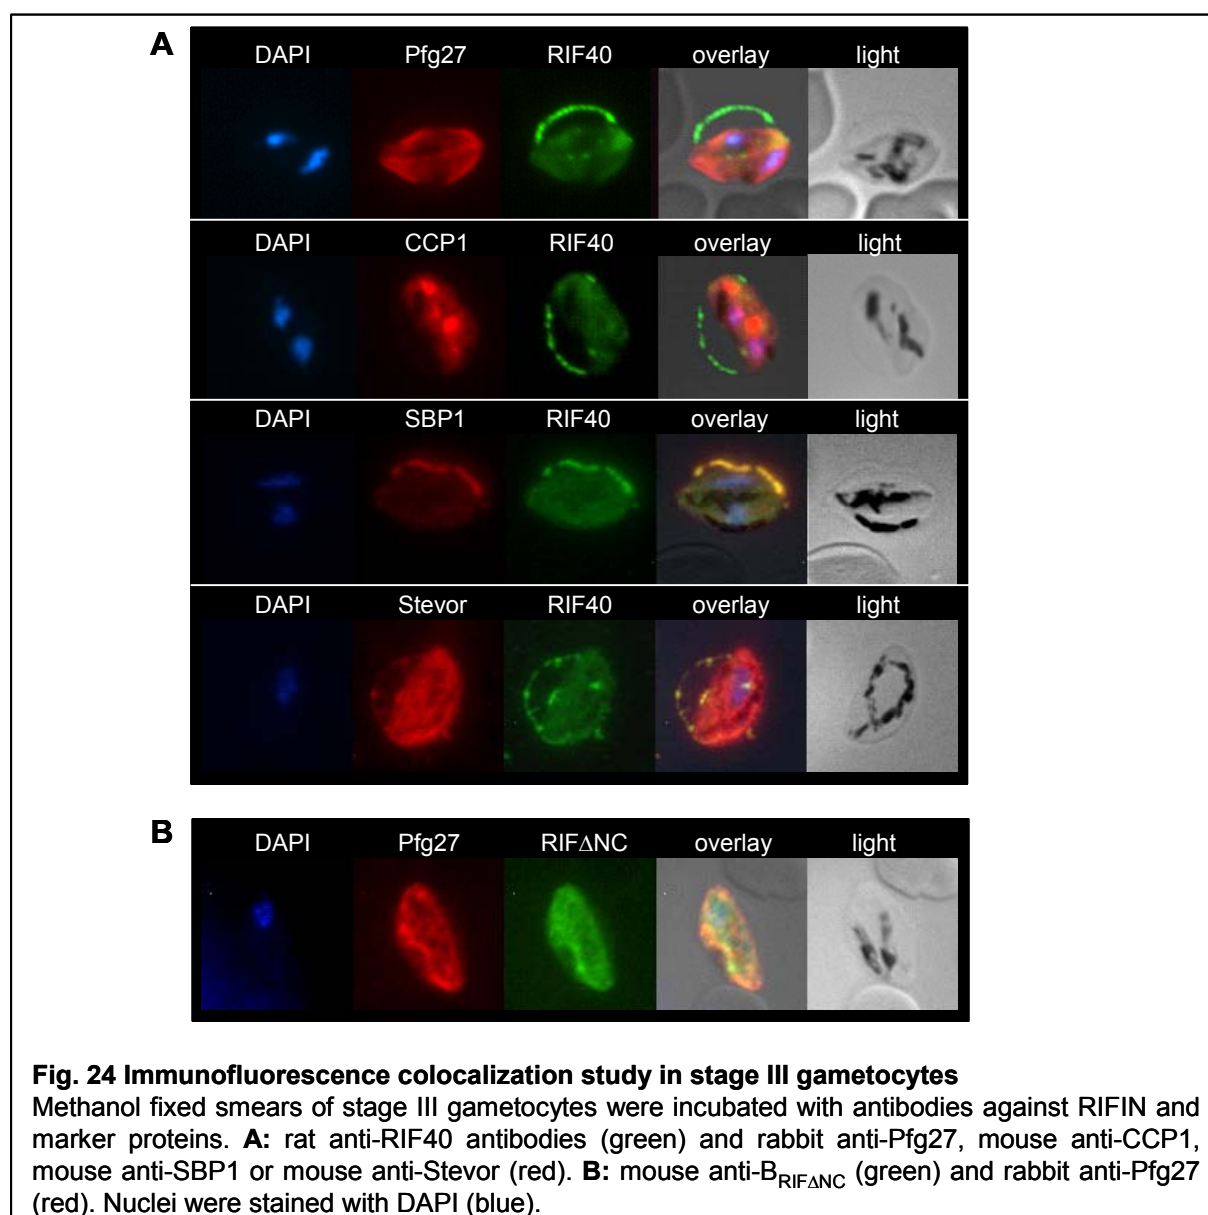 A
DAPI Pfg27 RIF40 overlay light
DAPI CCP1 RIF40 overlay light
DAPI SBP1 RIF40 overlay light
DAPI Stevor RIF40 overlay light
B
DAPI Pfg27 RIFΔNC overlay light
Fig. 24 Immunofluorescence colocalization study in stage III gametocytes
Methanol fixed smears of stage III gametocytes were incubated with antibodies against RIFIN and
marker proteins. A: rat anti-RIF40 antibodies (green) and rabbit anti-Pfg27, mouse anti-CCP1,
mouse anti-SBP1 or mouse anti-Stevor (red). B: mouse anti-BRIFΔNC (green) and rabbit anti-Pfg27
(red). Nuclei were stained with DAPI (blue).